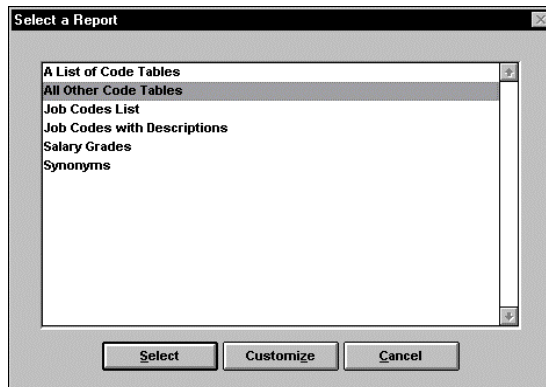 Select a Report
A List of Code Tables
All Other Code Tables
Job Codes List
Job Codes with Descriptions
Salary Grades
Synonyms
Select Customize Cancel